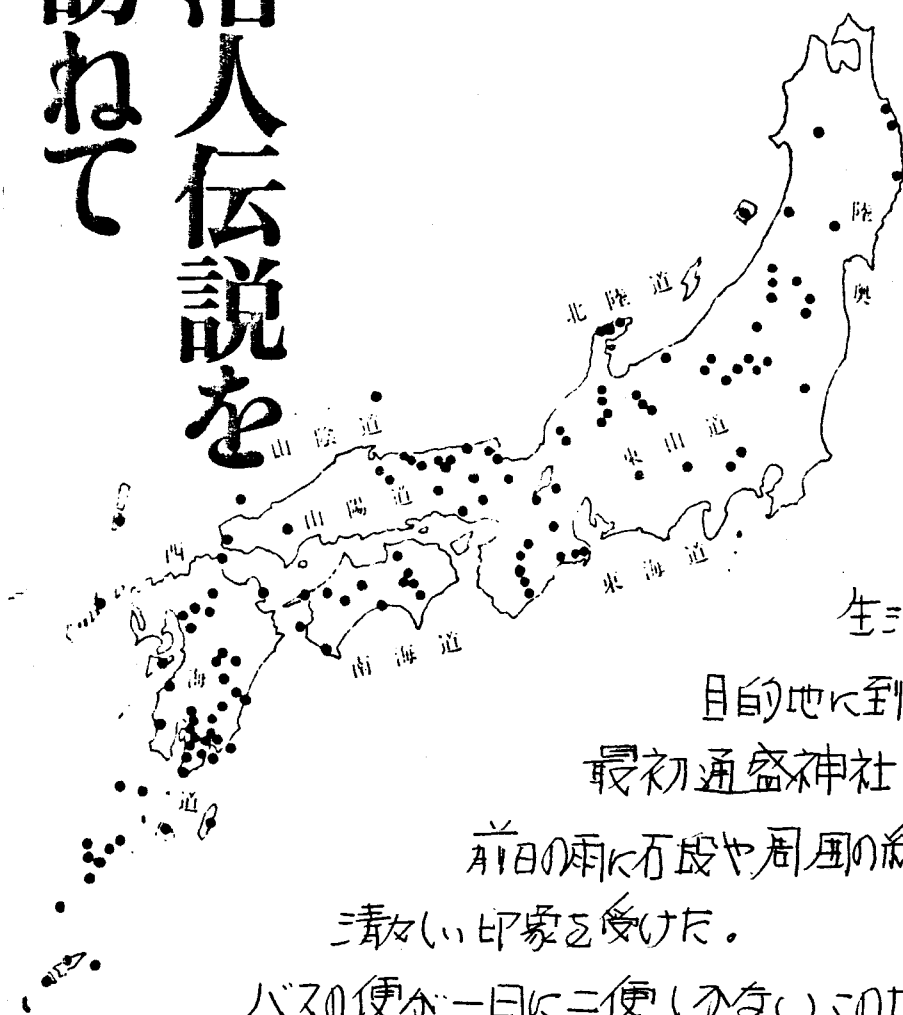 人伝説を
ねて
陸奥
北陸道
山陰道
東山道
山陽道
西海道
東海道
南海道
生
目的地に到
最初通盛神社
前日の雨に石段や周囲の
清々しい印象を受けた。
バスの便が一日に二便しかないこの